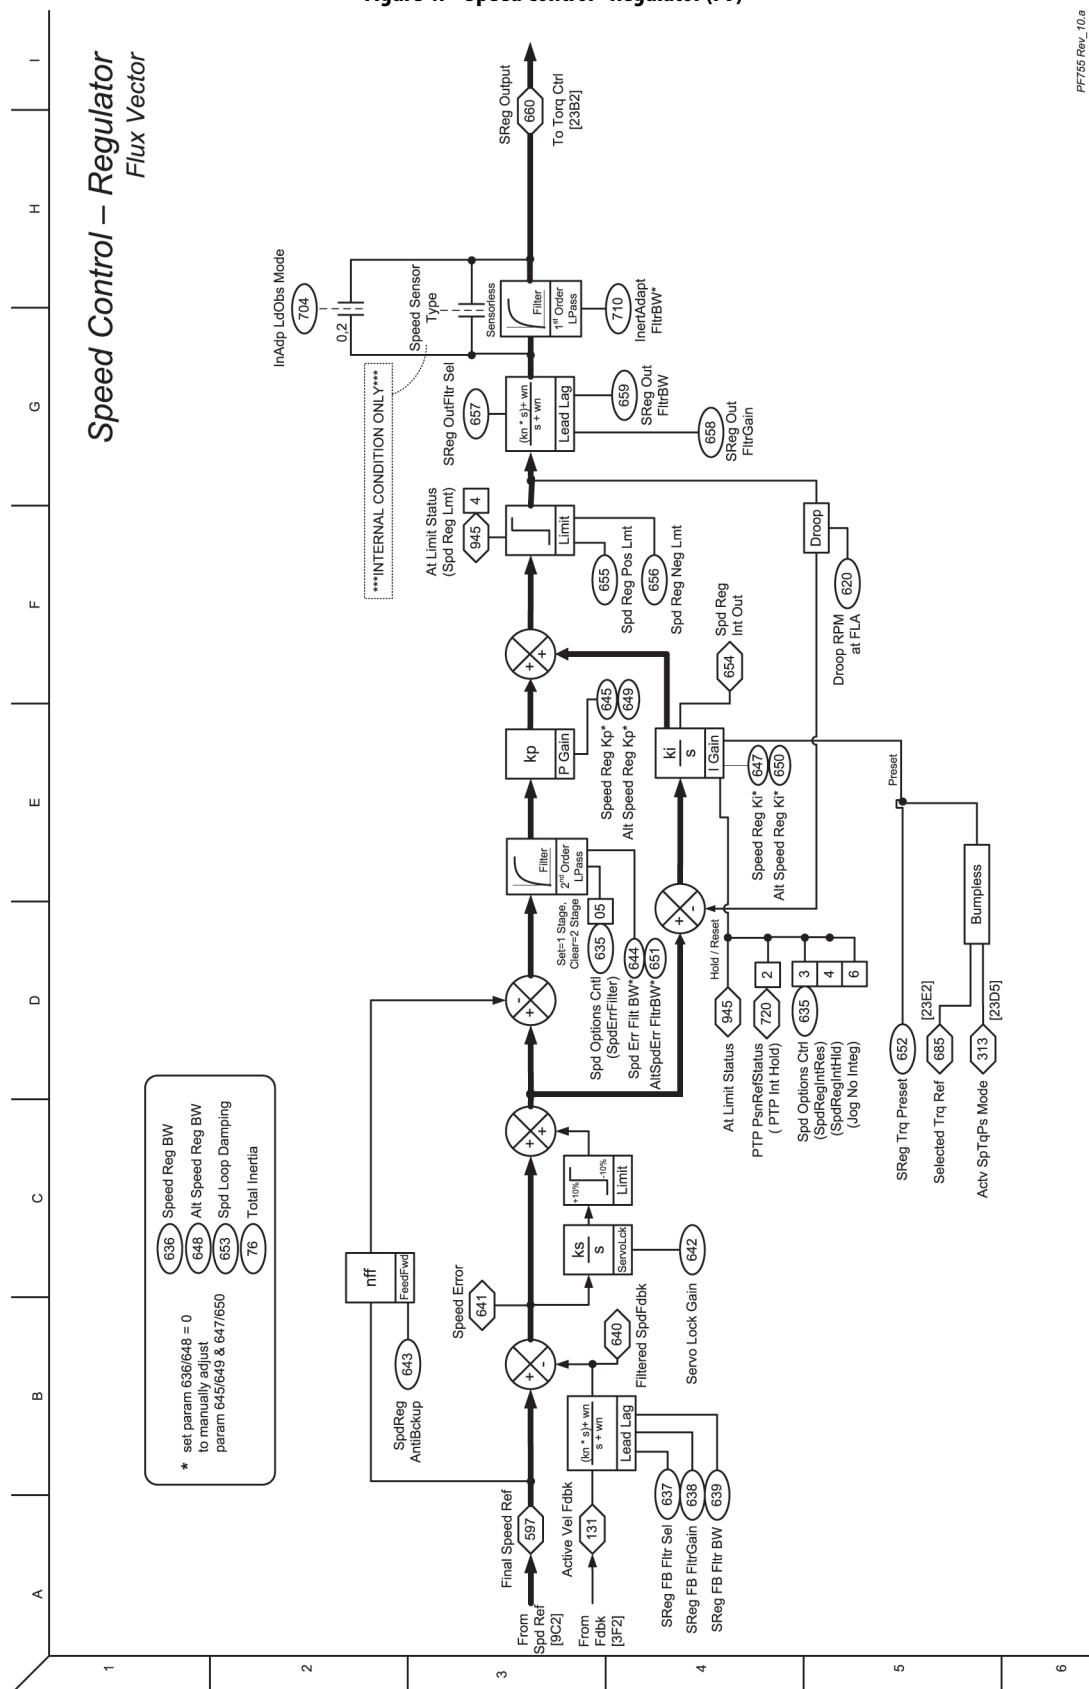 Figure 47 - Speed Control - Regulator (FV)
Speed Control – Regulator
Flux Vector
A
B
C
D
E
F
G
H
I
1
2
3
4
5
6
* set param 636/648 = 0
to manually adjust
param 645/649 & 647/650
636 Speed Reg BW
648 Alt Speed Reg BW
653 Spd Loop Damping
76 Total Inertia
InAdp LdObs Mode
704
0,2
***INTERNAL CONDITION ONLY***
Speed Sensor
Type
Sensorless
SpdReg
AntiBckup
643
nff
FeedFwd
From
Spd Ref
[9C2]
Final Speed Ref
597
+
-
Speed Error
641
+
+
+
-
Set=1 Stage,
Clear=2 Stage
Filter
2nd Order
LPass
kp
P Gain
+
+
At Limit Status
(Spd Reg Lmt)
945
4
Limit
SReg OutFltr Sel
657
(kn * s)+ wn
s + wn
Lead Lag
Filter
1st Order
LPass
SReg Output
660
To Torq Ctrl
[23B2]
From
Fdbk
[3F2]
Active Vel Fdbk
131
(kn * s)+ wn
s + wn
Lead Lag
SReg FB Fltr Sel
637
SReg FB FltrGain
638
SReg FB Fltr BW
639
640
Filtered SpdFdbk
ks
s
ServoLck
+10%
-10%
Limit
642
Servo Lock Gain
635
05
Spd Options Cntl
(SpdErrFilter)
644
Spd Err Filt BW*
651
AltSpdErr FltrBW*
645
Speed Reg Kp*
649
Alt Speed Reg Kp*
655
Spd Reg Pos Lmt
656
Spd Reg Neg Lmt
659
SReg Out
FltrBW
658
SReg Out
FltrGain
710
InertAdapt
FltrBW*
+
-
ki
s
I Gain
654
Spd Reg
Int Out
Hold / Reset
At Limit Status
945
PTP PsnRefStatus
( PTP Int Hold)
720
2
Spd Options Ctrl
(SpdRegIntRes)
(SpdRegIntHld)
(Jog No Integ)
635
3
4
6
647
Speed Reg Ki*
650
Alt Speed Reg Ki*
Droop
620
Droop RPM
at FLA
Preset
SReg Trq Preset
652
Selected Trq Ref
685
[23E2]
Actv SpTqPs Mode
313
[23D5]
Bumpless
PF755 Rev_10.a